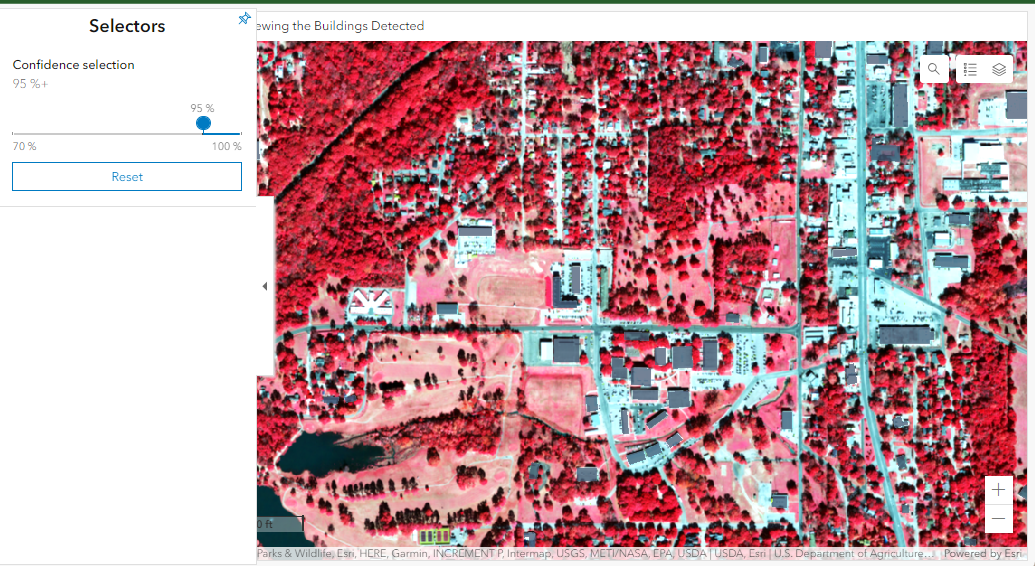 Selectors
ewing the Buildings Detected
Confidence selection
95 %+
95 %
70 %
100 %
Reset
0 ft
Parks & Wildlife, Esri, HERE, Garmin, INCREMENT P, Intermap, USGS, METI/NASA, EPA, USDA | USDA, Esri | U.S. Department of Agriculture...
Powered by Esri